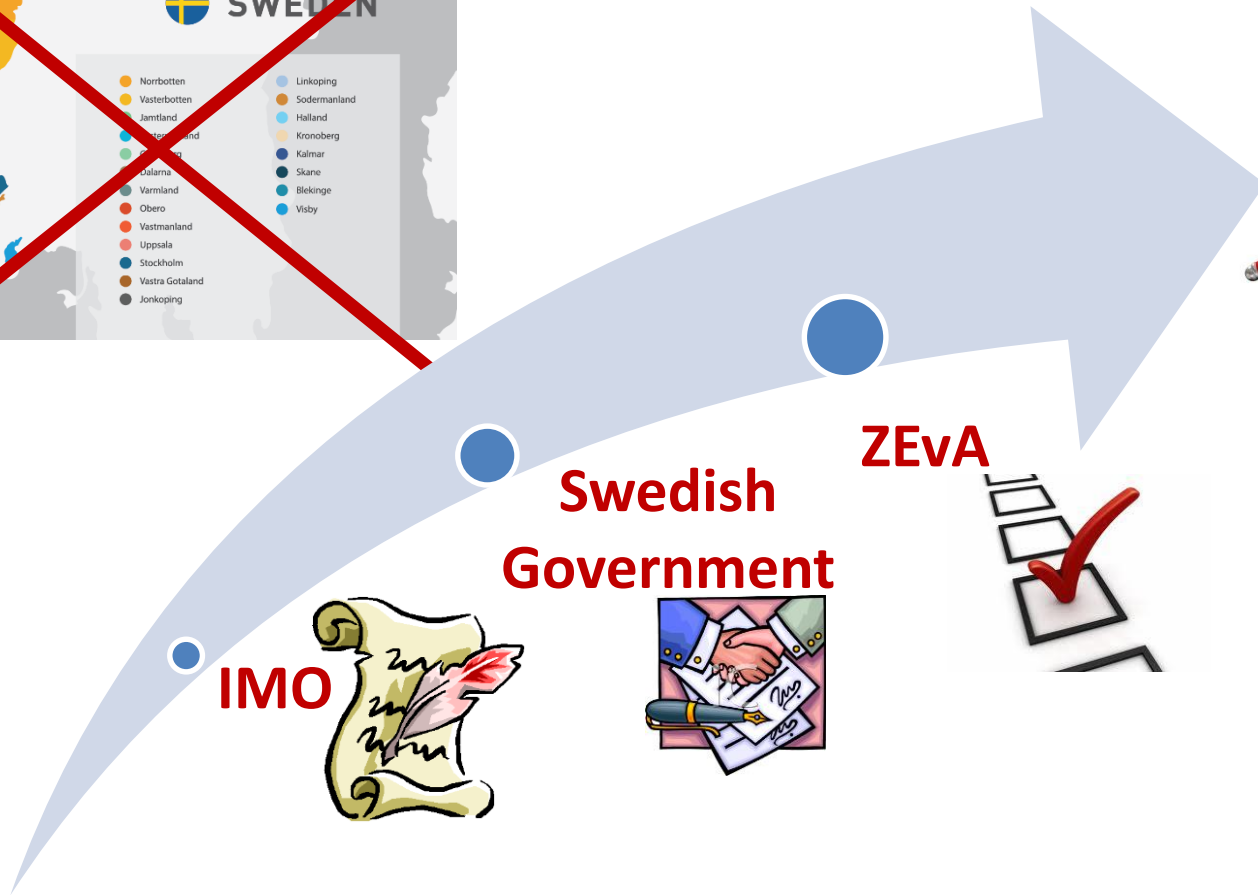 SWEDEN
Norrbotten
Vasterbotten
Jamtland
Dalarna
Varmland
Obero
Vastmanland
Uppsala
Stockholm
Vastra Gotaland
Jonkoping
Linkoping
Sodermanland
Halland
Kronoberg
Kalmar
Skane
Blekinge
Visby
ZEvA
Swedish
Government
IMO